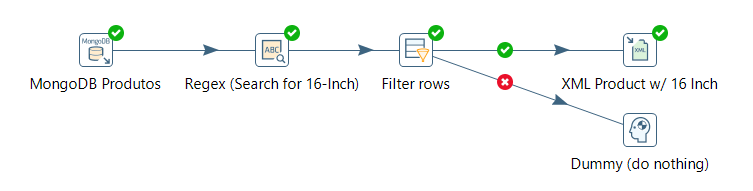 MongoDB
ABC
XML
MongoDB Produtos
Regex (Search for 16-Inch)
Filter rows
XML Product w/ 16 Inch
Dummy (do nothing)